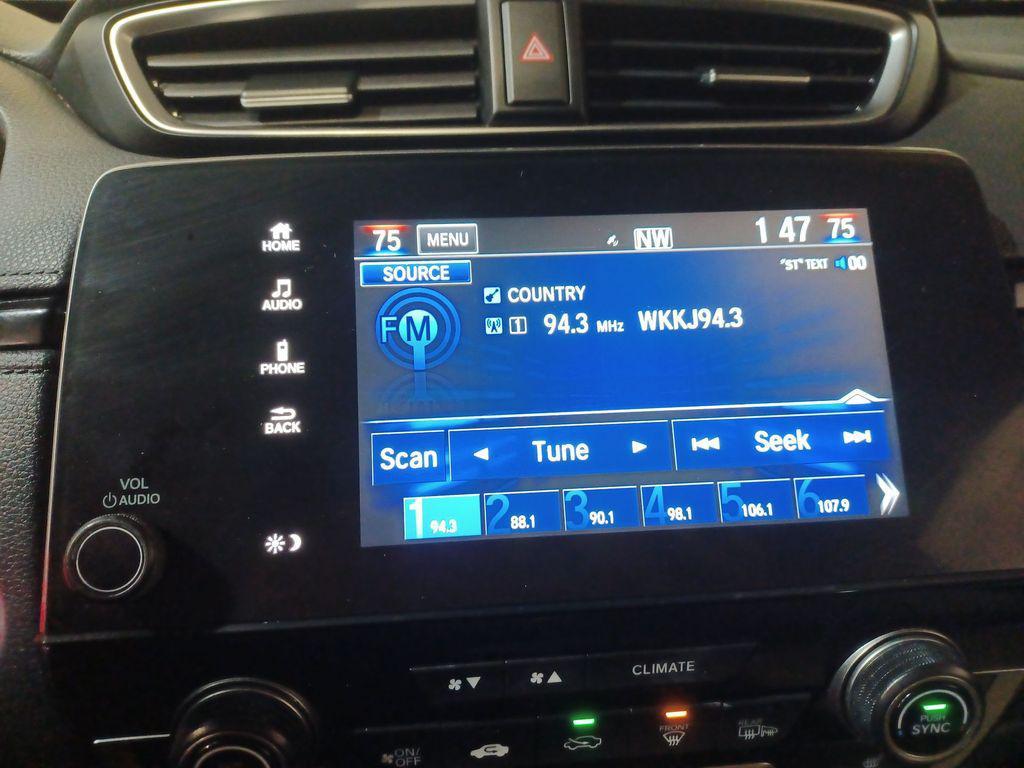 75 MENU NW 1 47 75
SOURCE "ST" TEXT 00
COUNTRY
FM 1 94.3 MHz WKKJ94.3
Scan Tune Seek
1 94.3 2 88.1 3 90.1 4 98.1 5 106.1 6 107.9
HOME
AUDIO
PHONE
BACK
VOL
AUDIO
CLIMATE
ON/
OFF
FRONT
REAR
PUSH
SYNC